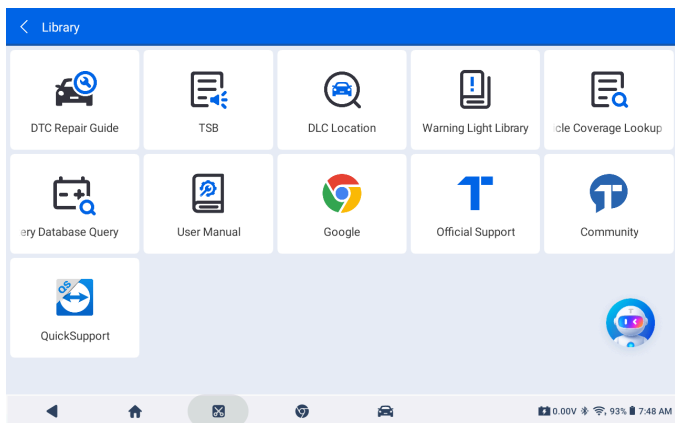 Library
DTC Repair Guide
TSB
DLC Location
Warning Light Library
cle Coverage Lookup
ery Database Query
User Manual
Google
Official Support
Community
QS
QuickSupport
0.00V 93% 7:48 AM